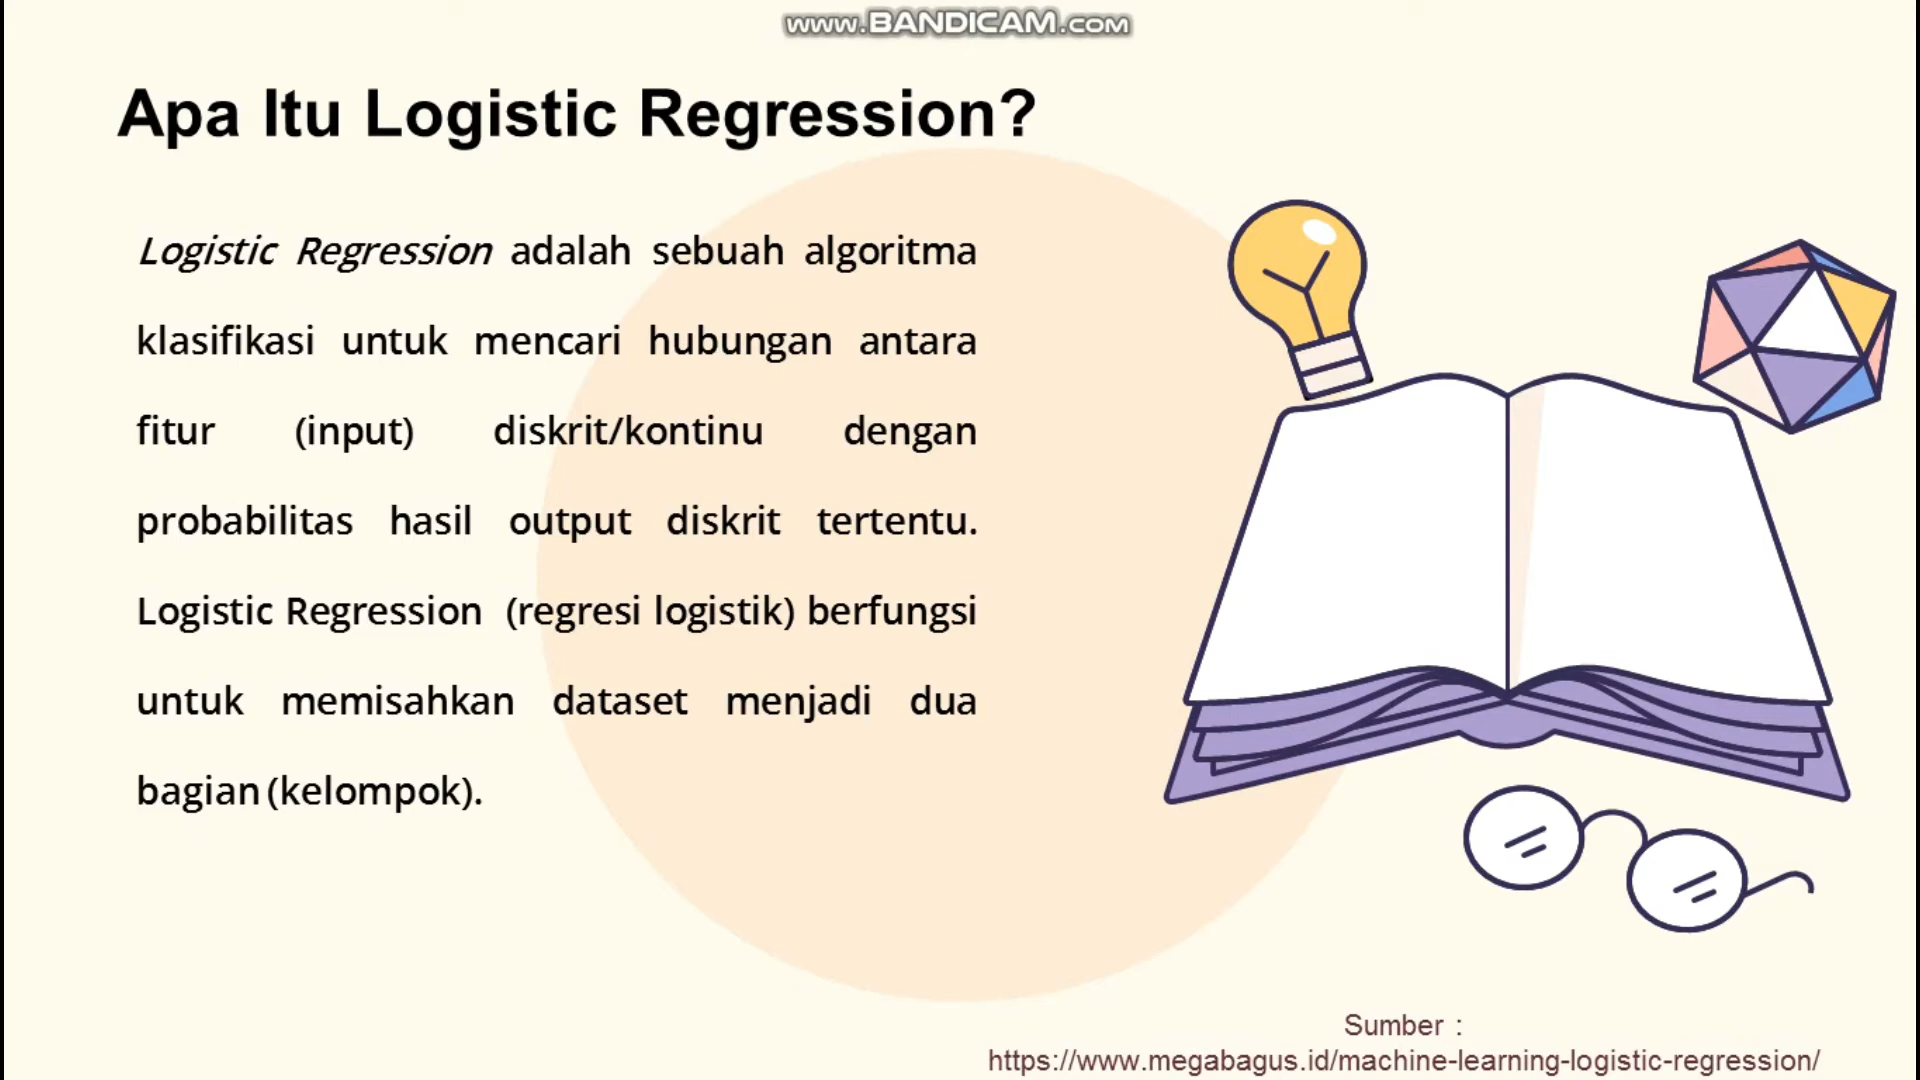 www.BANDICAM.com
Apa Itu Logistic Regression?
Logistic Regression adalah sebuah algoritma
klasifikasi untuk mencari hubungan antara
fitur (input) diskrit/kontinu dengan
probabilitas hasil output diskrit tertentu.
Logistic Regression (regresi logistik) berfungsi
untuk memisahkan dataset menjadi dua
bagian (kelompok).
Sumber :
https://www.megabagus.id/machine-learning-logistic-regression/